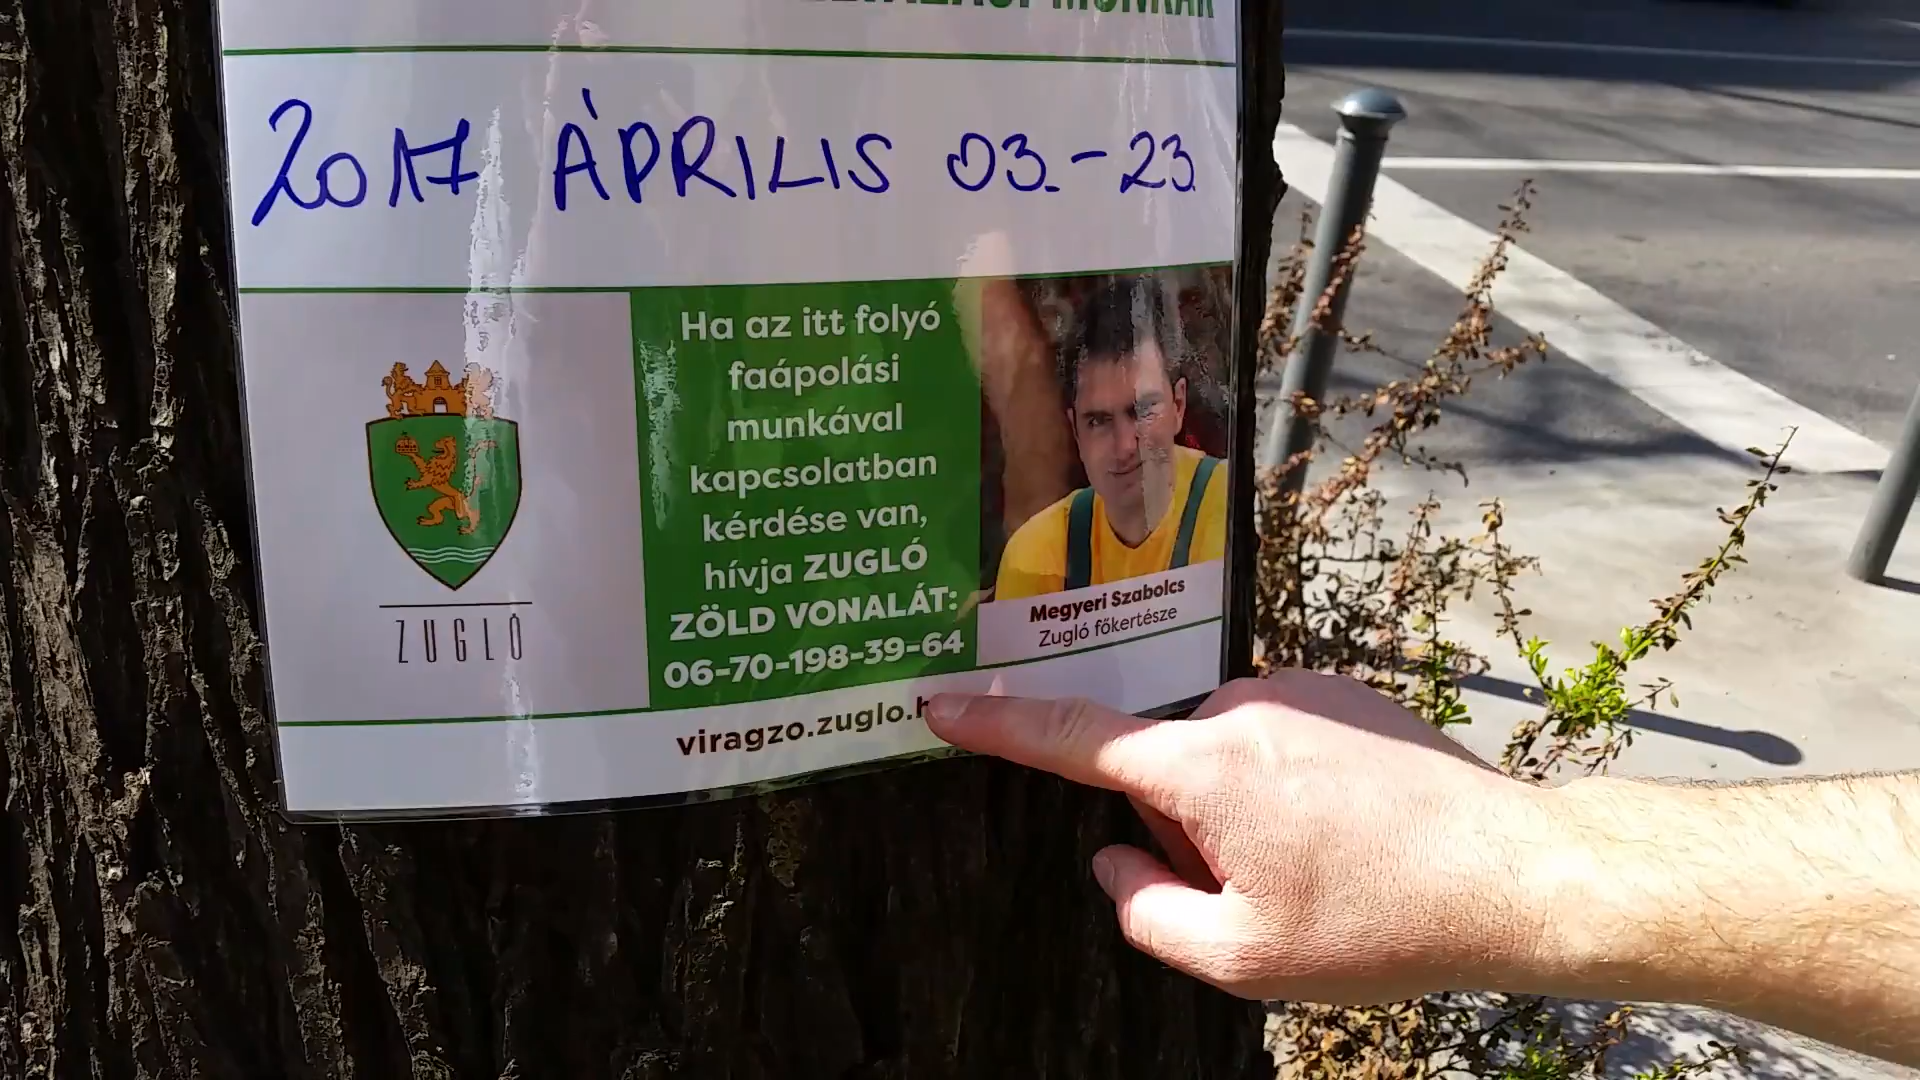 MUNKÁK
2017 ÁPRILIS 03.-23.
Ha az itt folyó
faápolási
munkával
kapcsolatban
kérdése van,
hívja ZUGLÓ
ZÖLD VONALÁT:
06-70-198-39-64
Megyeri Szabolcs
Zugló főkertésze
ZUGLÓ
viragzo.zuglo.h